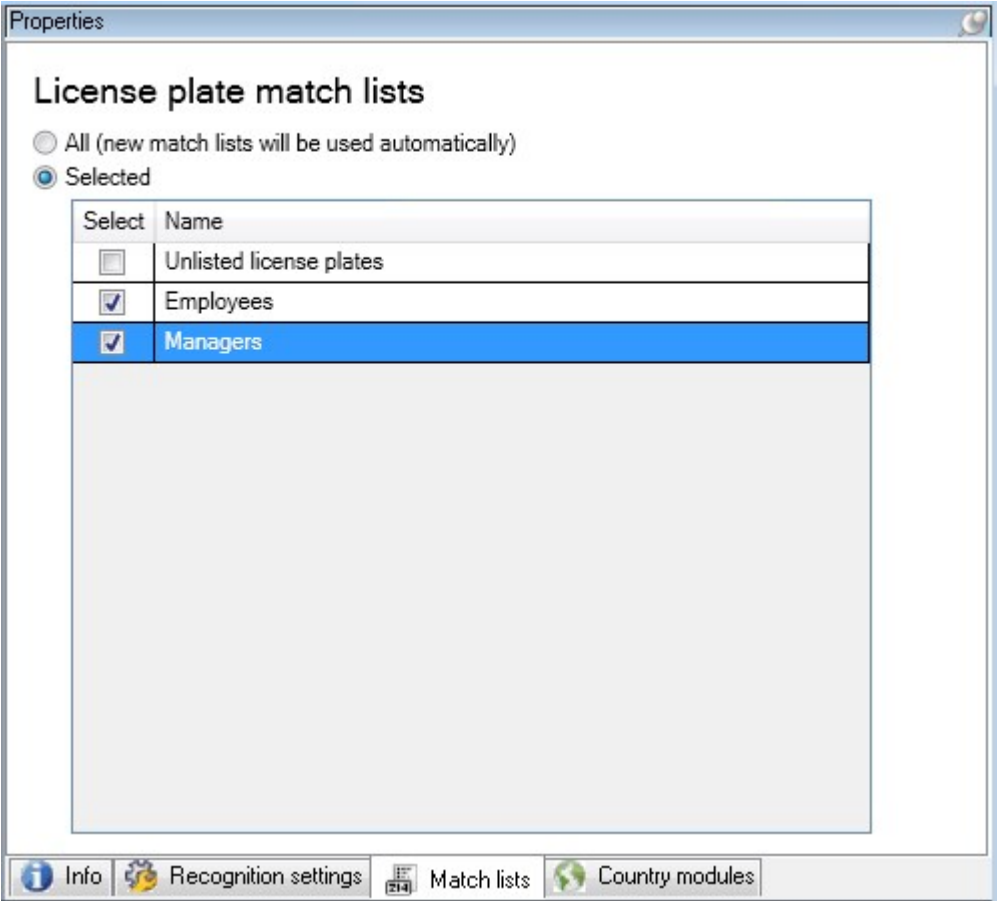 Properties
License plate match lists
All (new match lists will be used automatically)
Selected
Select Name
Unlisted license plates
Employees
Managers
Info Recognition settings Match lists Country modules